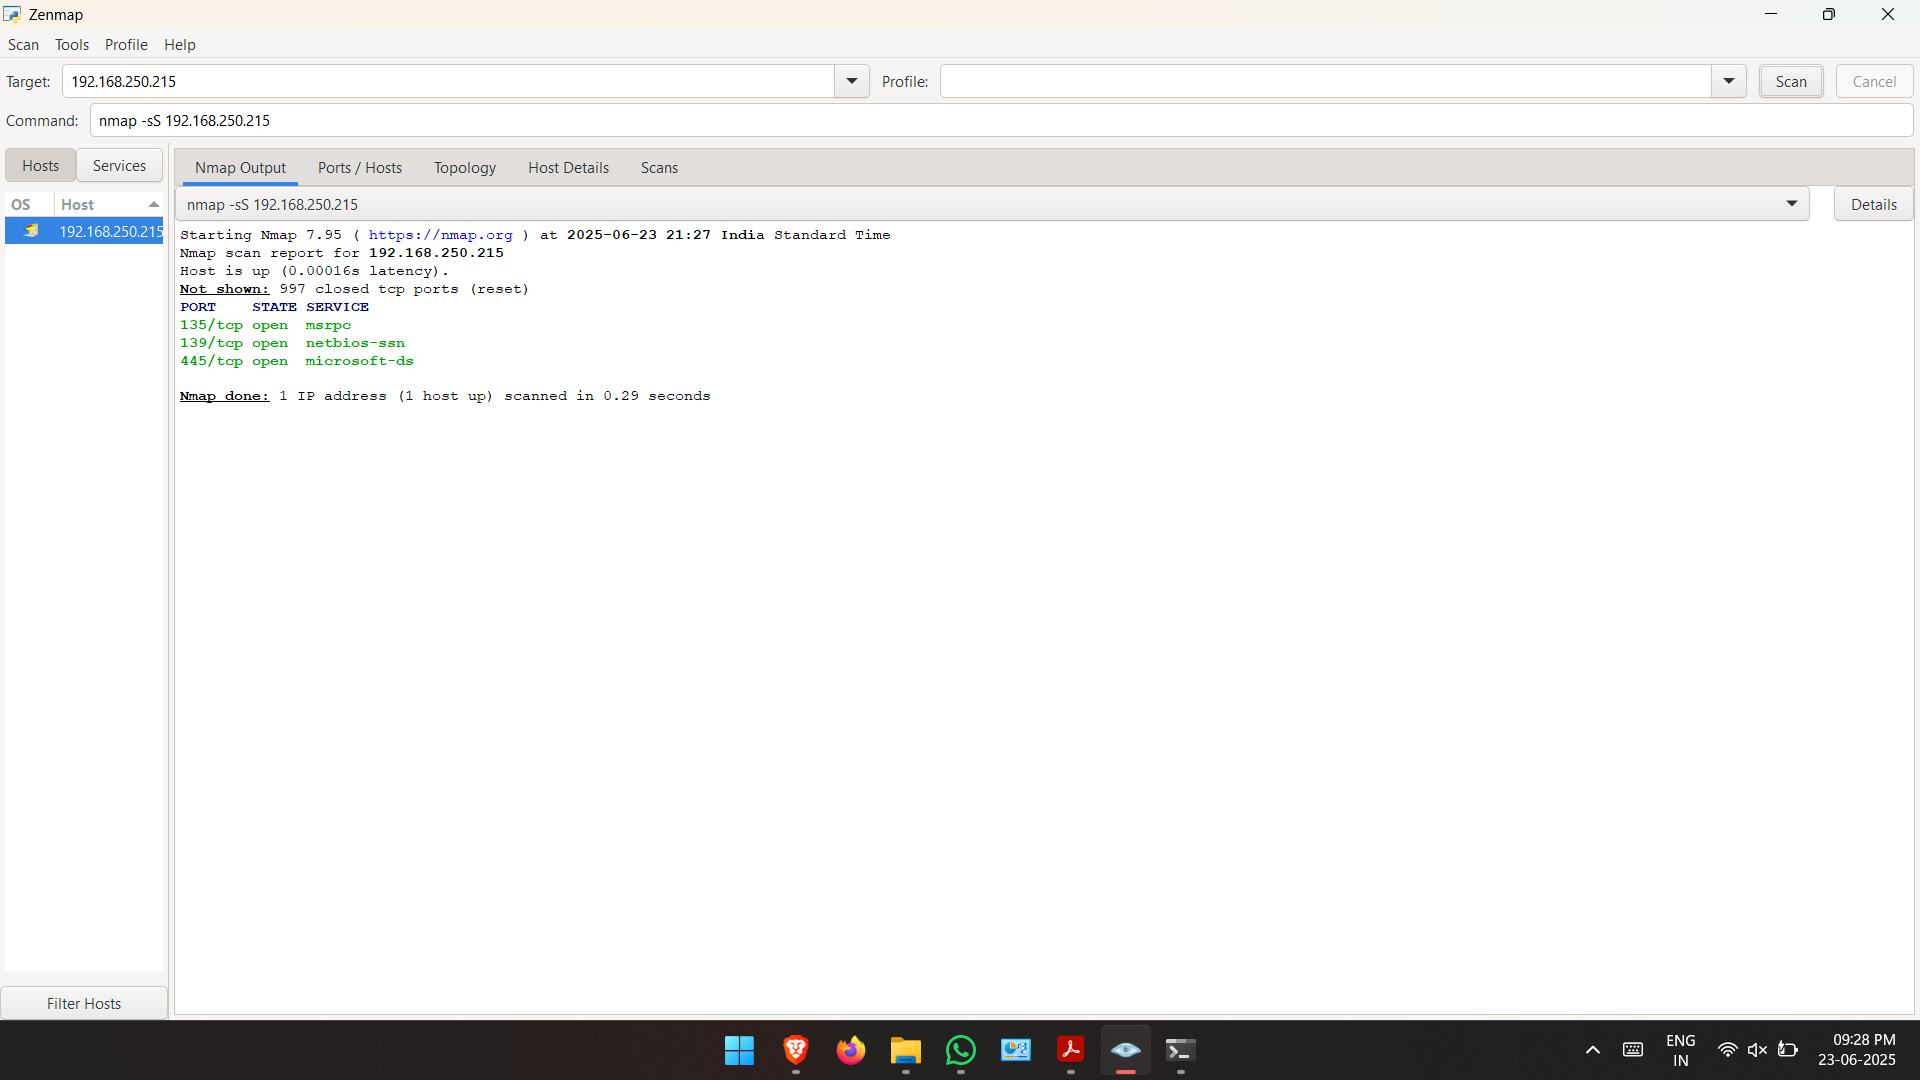 Zenmap
Scan Tools Profile Help
Target: 192.168.250.215 Profile: Scan Cancel
Command: nmap -sS 192.168.250.215
Hosts Services
OS Host
192.168.250.215
Nmap Output Ports / Hosts Topology Host Details Scans
nmap -sS 192.168.250.215 Details
Starting Nmap 7.95 ( https://nmap.org ) at 2025-06-23 21:27 India Standard Time
Nmap scan report for 192.168.250.215
Host is up (0.00016s latency).
Not shown: 997 closed tcp ports (reset)
PORT    STATE SERVICE
135/tcp open  msrpc
139/tcp open  netbios-ssn
445/tcp open  microsoft-ds
Nmap done: 1 IP address (1 host up) scanned in 0.29 seconds
Filter Hosts
ENG
IN
09:28 PM
23-06-2025